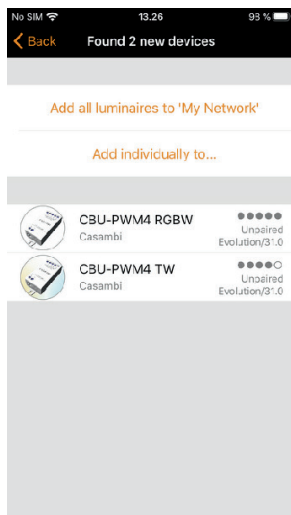 No SIM 13.26 98 %
Back Found 2 new devices
Add all luminaires to 'My Network'
Add individually to...
CBU-PWM4 RGBW
Casambi
Unpaired
Evolution/31.0
CBU-PWM4 TW
Casambi
Unpaired
Evolution/31.0